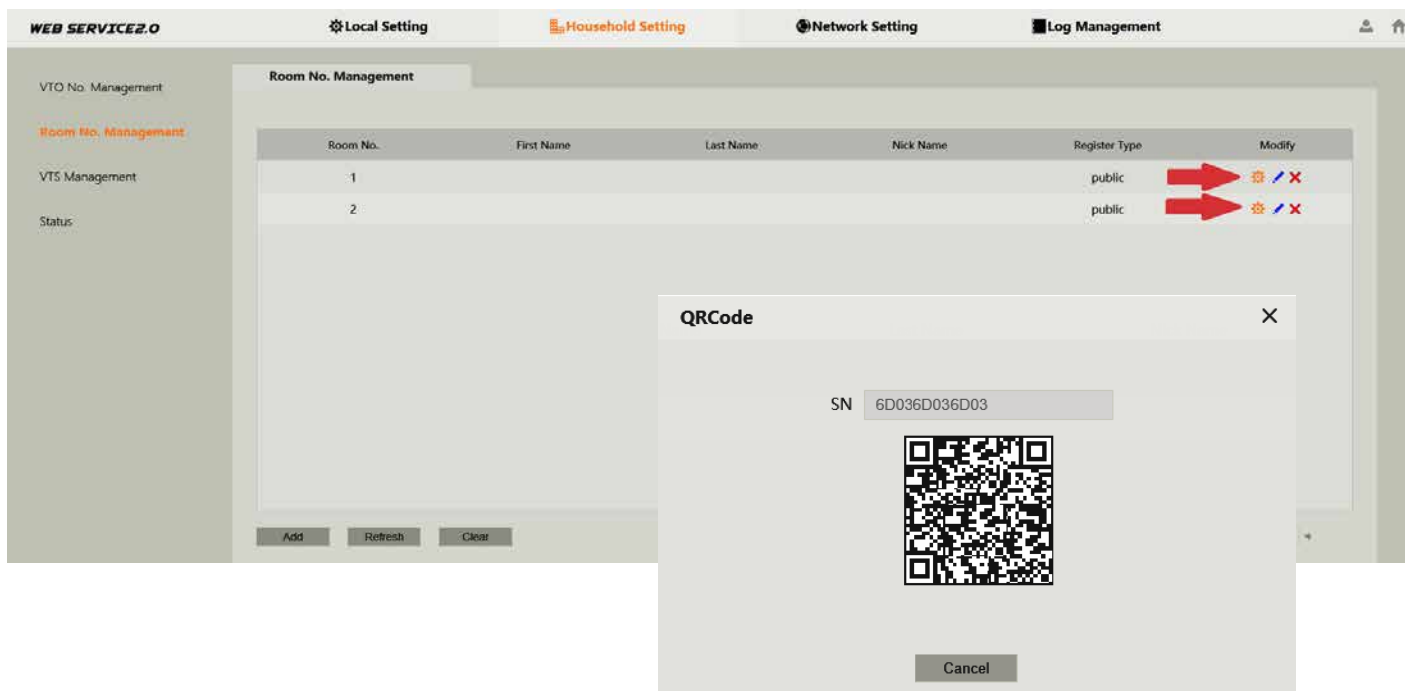 WEB SERVICE2.0 Local Setting Household Setting Network Setting Log Management
VTO No. Management
Room No. Management
VTS Management
Status
Room No. Management
Room No. First Name Last Name Nick Name Register Type Modify
1 public
2 public
Add Refresh Clear
QRCode
SN 6D036D036D03
Cancel